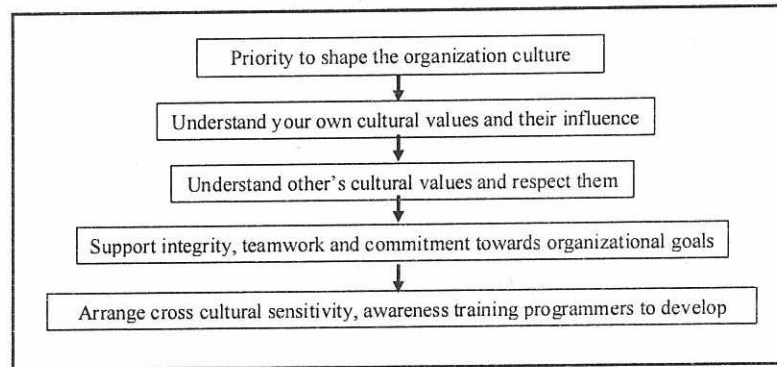 Priority to shape the organization culture
Understand your own cultural values and their influence
Understand other's cultural values and respect them
Support integrity, teamwork and commitment towards organizational goals
Arrange cross cultural sensitivity, awareness training programmers to develop